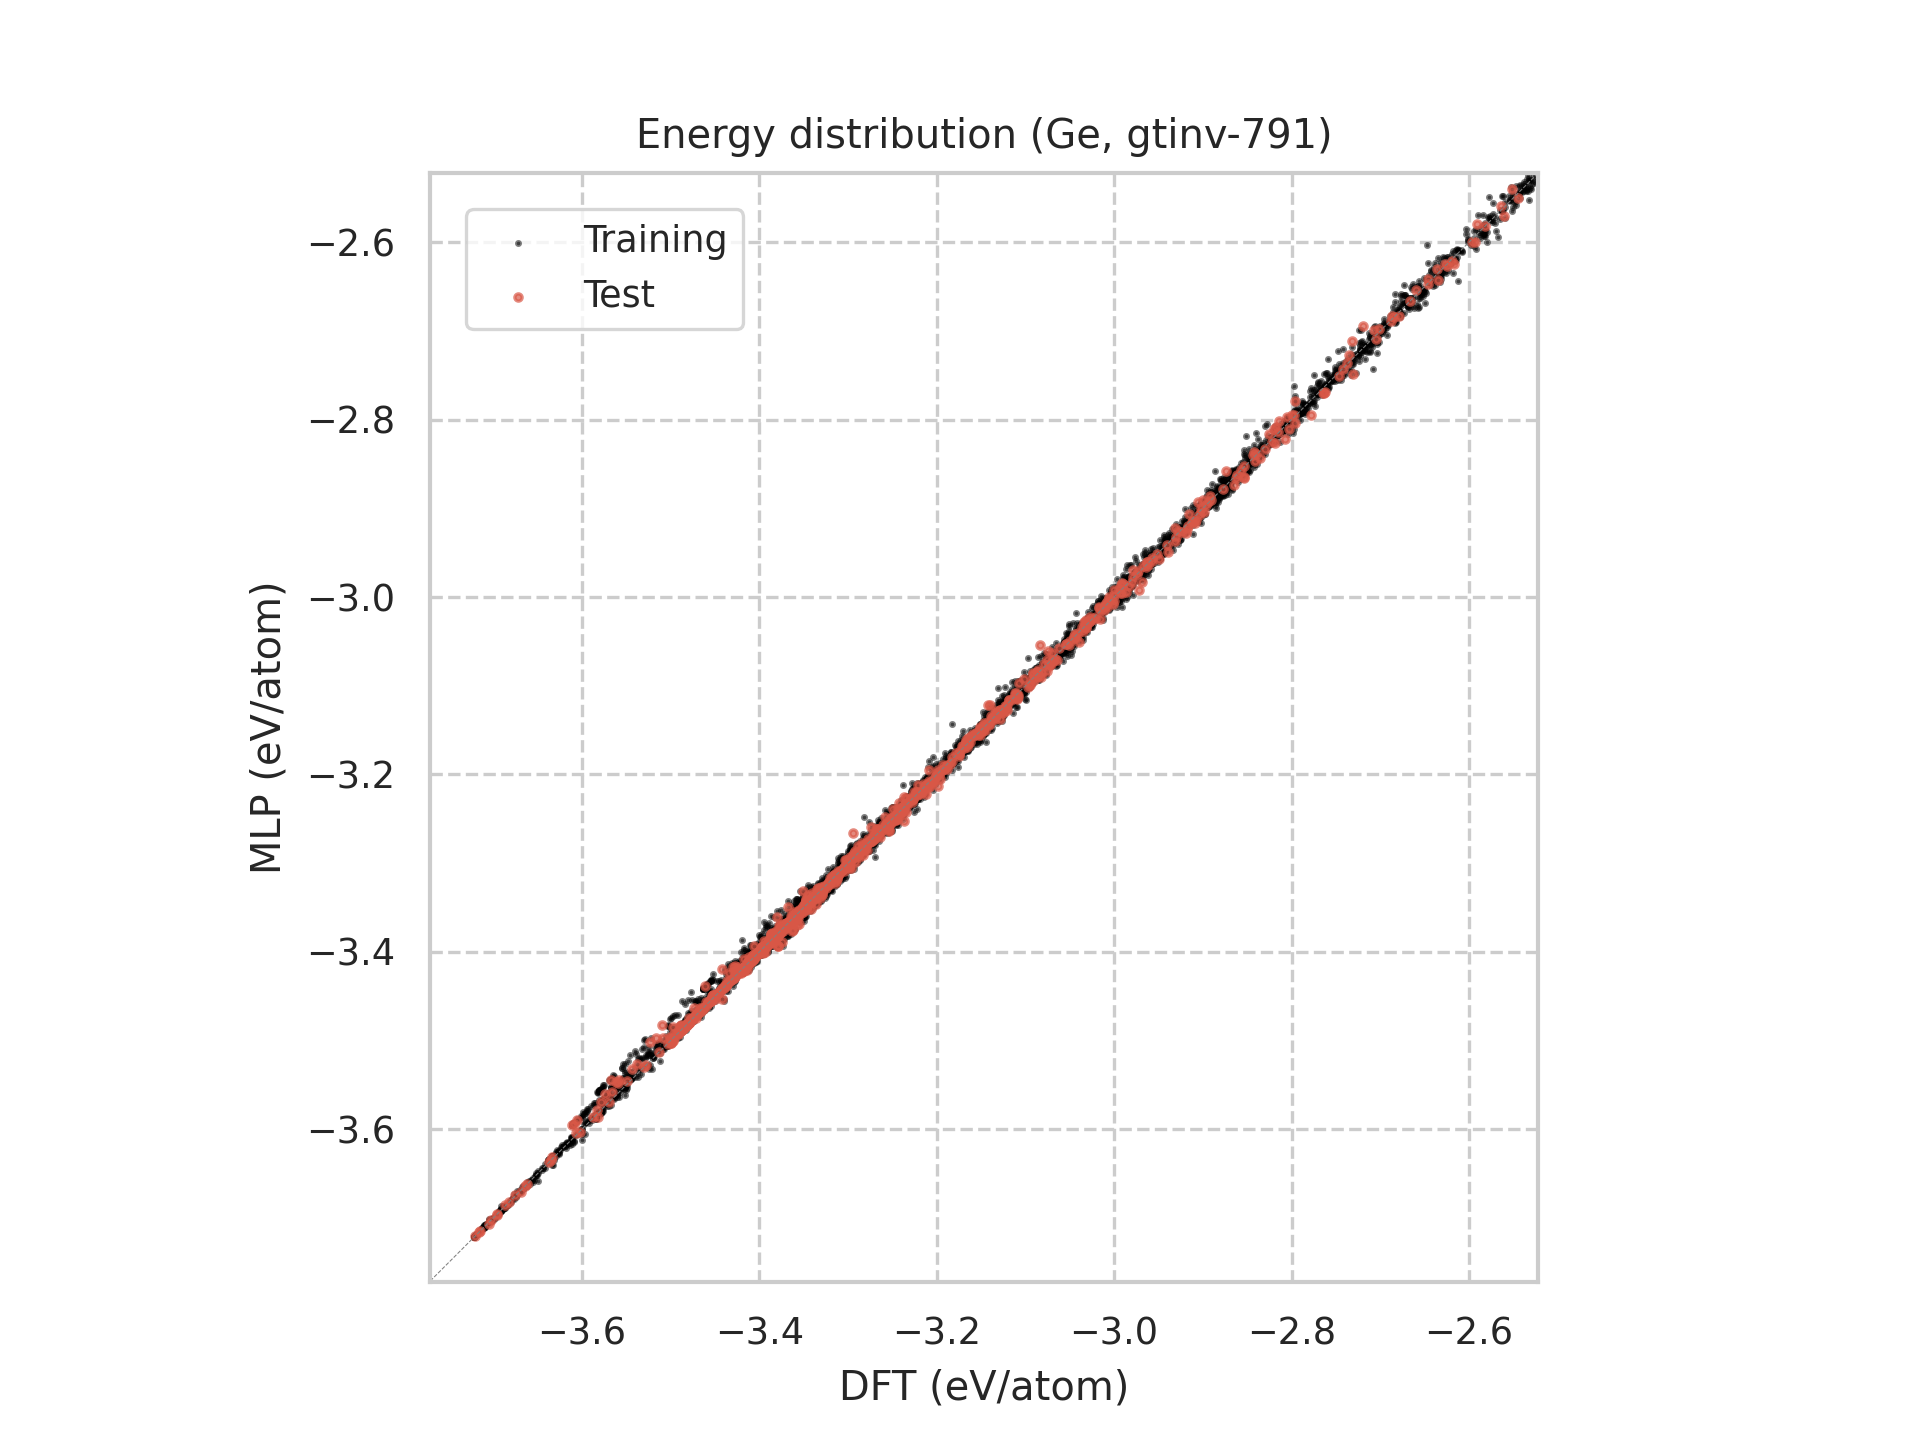 Energy distribution (Ge, gtinv-791)
Training
Test
MLP (eV/atom)
−2.6
−2.8
−3.0
−3.2
−3.4
−3.6
−3.6 −3.4 −3.2 −3.0 −2.8 −2.6
DFT (eV/atom)